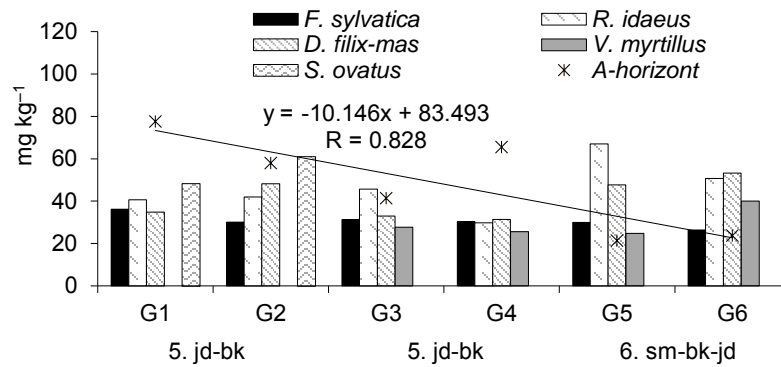 F. sylvatica R. idaeus
D. filix-mas V. myrtillus
S. ovatus A-horizont
120
100
80
60
40
20
0
mg kg⁻¹
y = -10.146x + 83.493
R = 0.828
G1 G2 G3 G4 G5 G6
5. jd-bk 5. jd-bk 6. sm-bk-jd